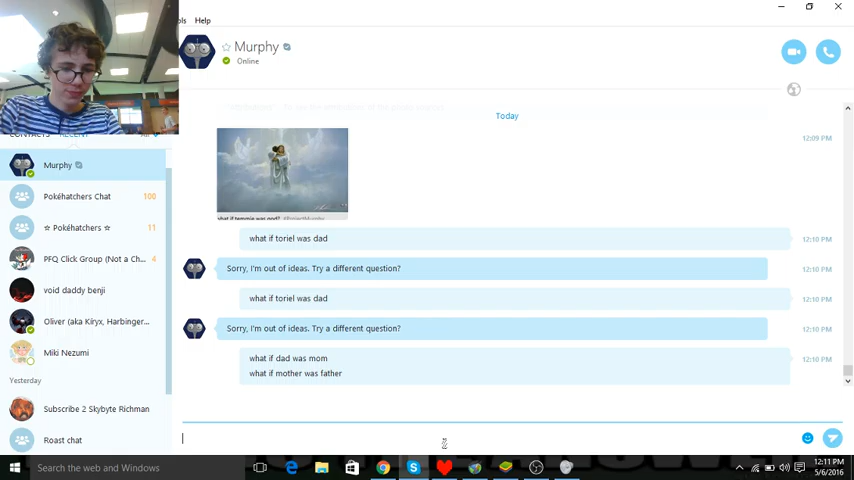 Help
Murphy
Online
CONTACTS RECENT
Today
12:09 PM
what if temmie was god? #ProjectMurphy
what if toriel was dad
12:10 PM
Sorry, I'm out of ideas. Try a different question?
12:10 PM
what if toriel was dad
12:10 PM
Sorry, I'm out of ideas. Try a different question?
12:10 PM
what if dad was mom
12:10 PM
what if mother was father
Murphy
Pokéhatchers Chat
100
☆ Pokéhatchers ☆
11
PFQ Click Group (Not a Ch...
4
void daddy benji
Oliver (aka Kíryx, Harbinger...
Miki Nezumi
Yesterday
Subscribe 2 Skybyte Richman
Roast chat
Search the web and Windows
12:11 PM
5/6/2016